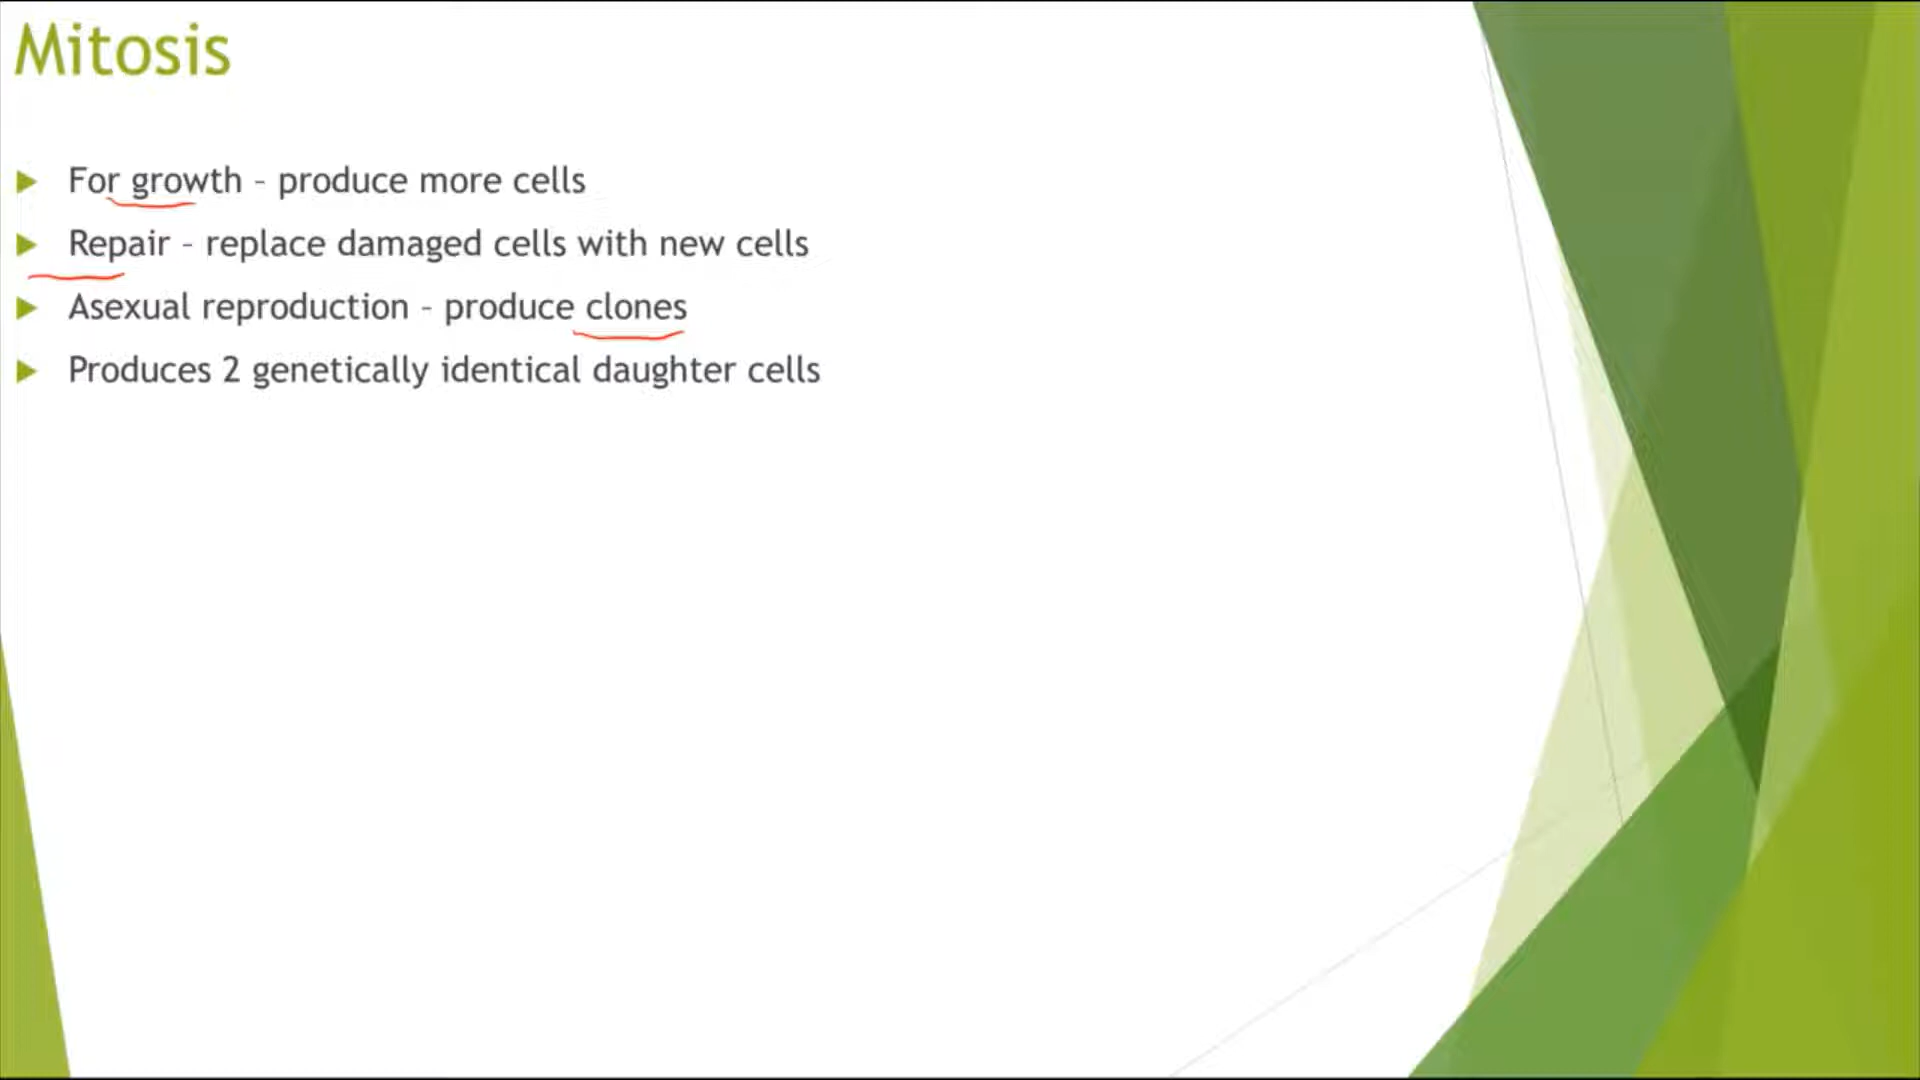 Mitosis
For growth – produce more cells
Repair – replace damaged cells with new cells
Asexual reproduction – produce clones
Produces 2 genetically identical daughter cells